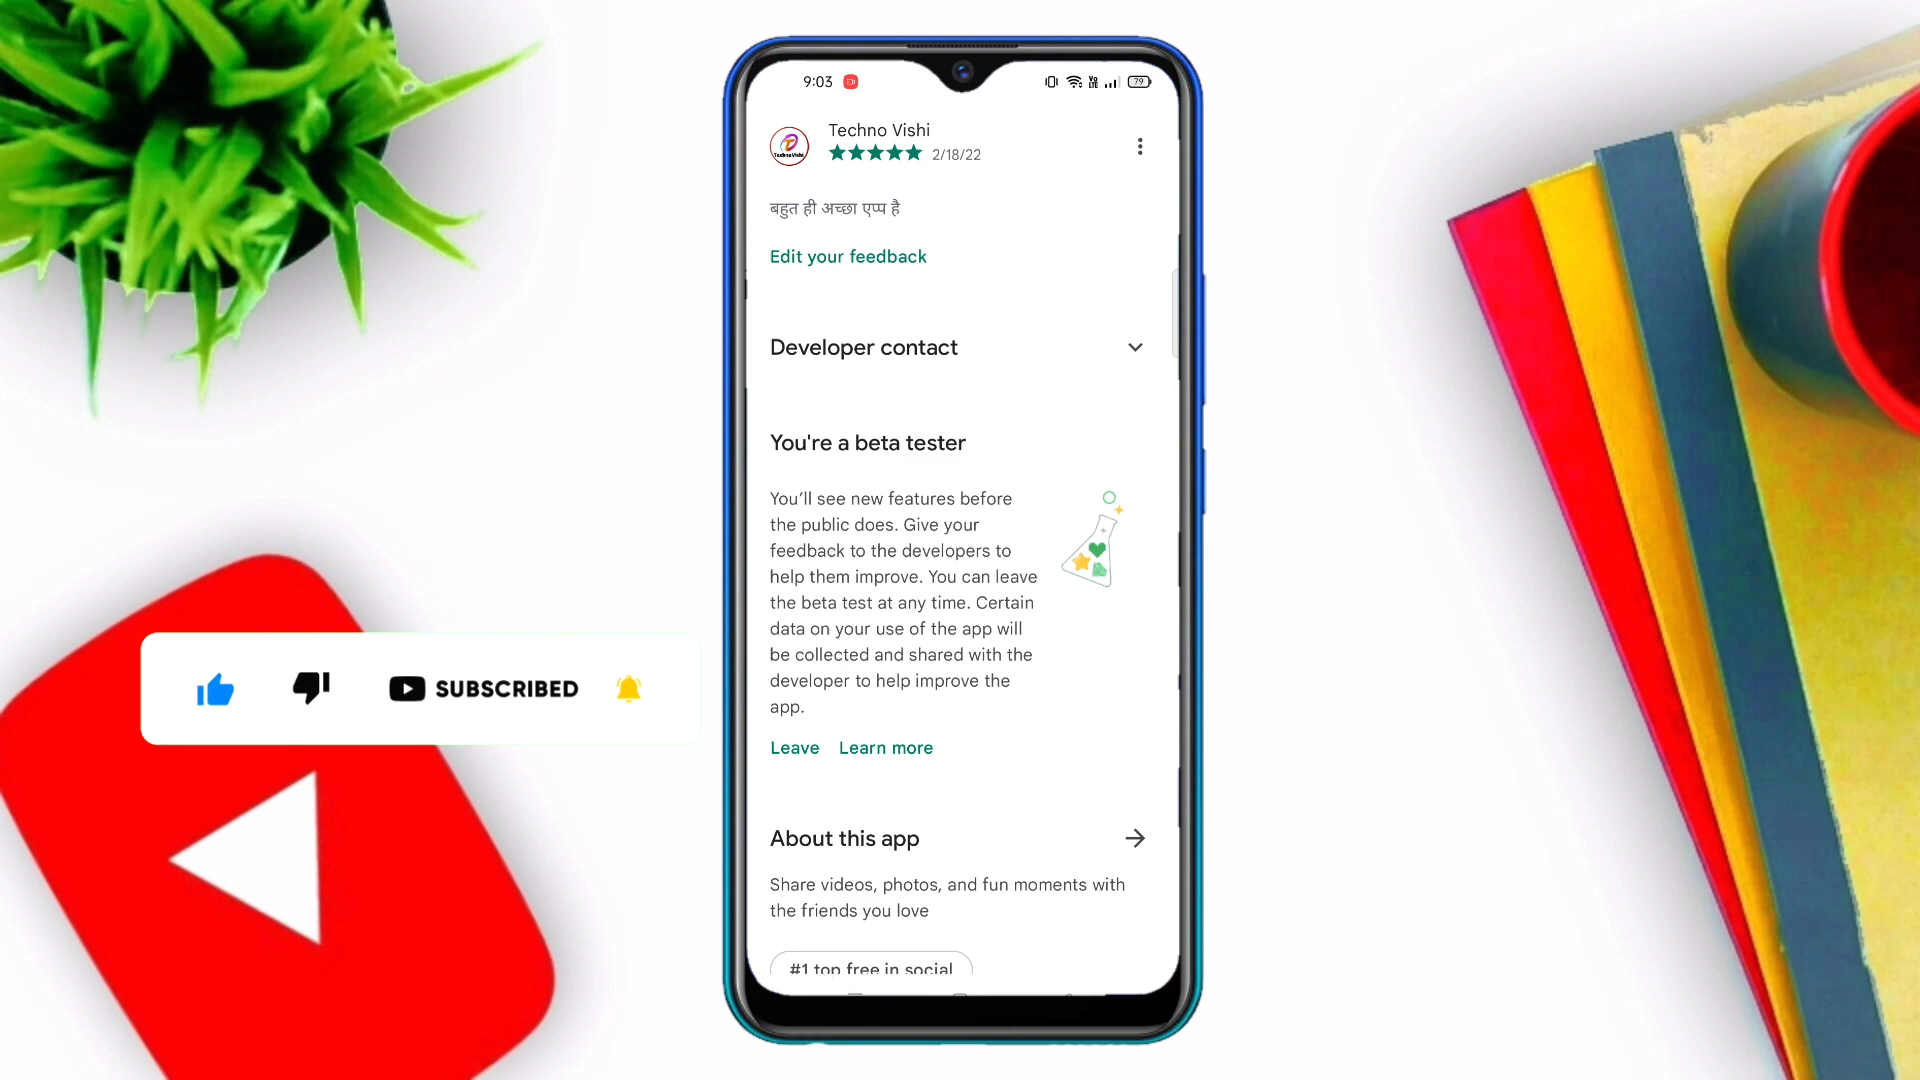 9:03
79
Techno Vishi
2/18/22
Techno Vishi
बहुत ही अच्छा एप्प है
Edit your feedback
Developer contact
You're a beta tester
You’ll see new features before
the public does. Give your
feedback to the developers to
help them improve. You can leave
the beta test at any time. Certain
data on your use of the app will
be collected and shared with the
developer to help improve the
app.
Leave Learn more
SUBSCRIBED
About this app
Share videos, photos, and fun moments with
the friends you love
#1 top free in social